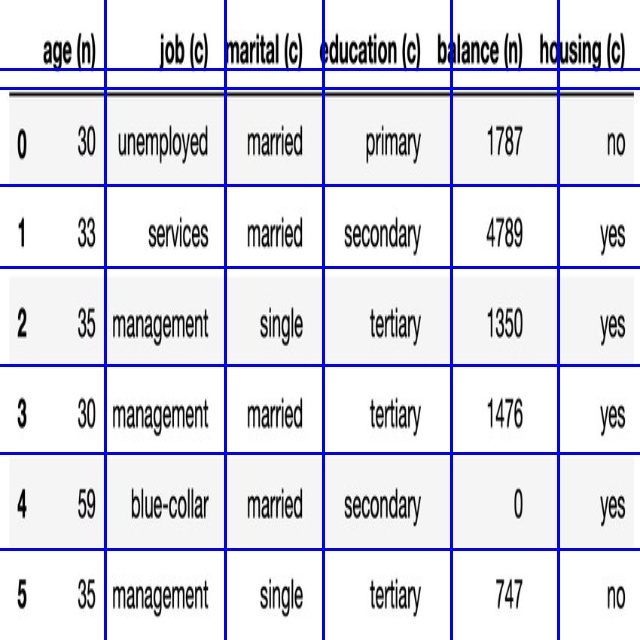 age (n) job (c) marital (c) education (c) balance (n) housing (c)
0 30 unemployed married primary 1787 no
1 33 services married secondary 4789 yes
2 35 management single tertiary 1350 yes
3 30 management married tertiary 1476 yes
4 59 blue-collar married secondary 0 yes
5 35 management single tertiary 747 no